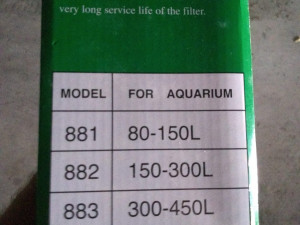 very long service life of the filter.
MODEL FOR AQUARIUM
881 80-150L
882 150-300L
883 300-450L